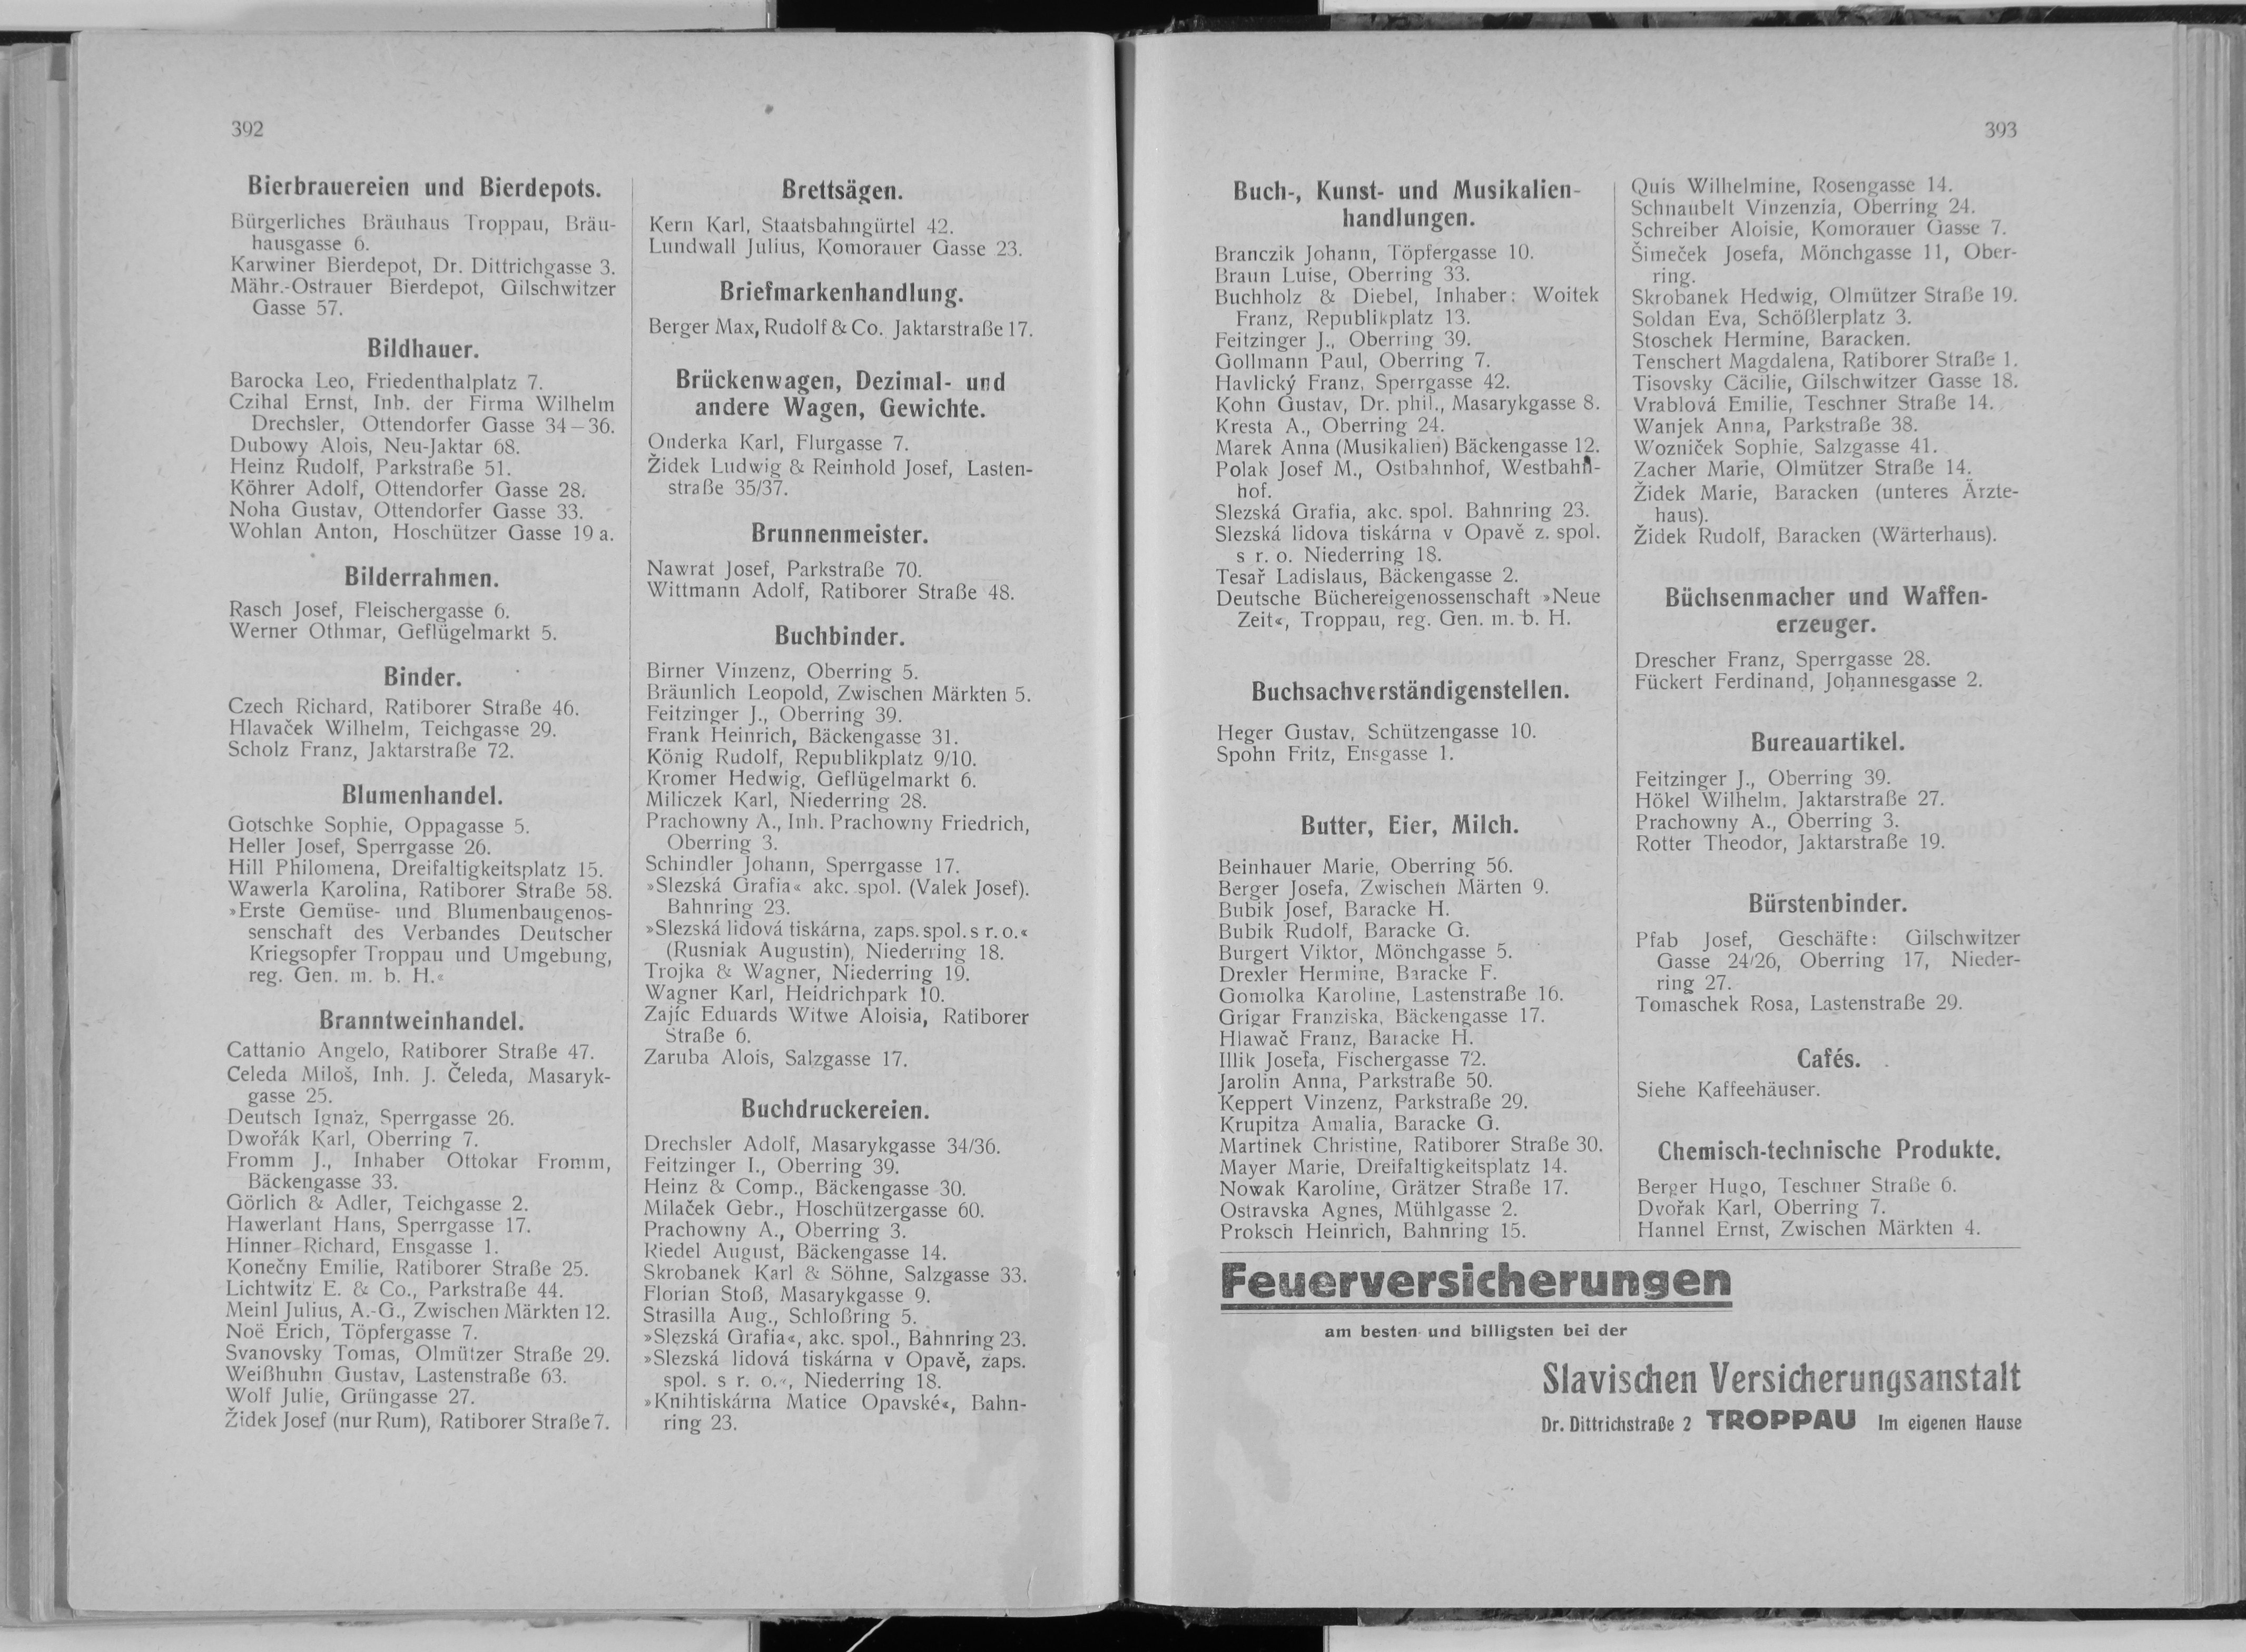 392
Bierbrauereien und Bierdepots.
Bürgerliches Bräuhaus Troppau, Bräu-
hausgasse 6.
Karwiner Bierdepot, Dr. Dittrichgasse 3.
Mähr.-Ostrauer Bierdepot, Gilschwitzer
Gasse 57.
Bildhauer.
Barocka Leo, Friedenthalplatz 7.
Czihal Ernst, Inh. der Firma Wilhelm
Drechsler, Ottendorfer Gasse 34—36.
Dubowy Alois, Neu-Jaktar 68.
Heinz Rudolf, Parkstraße 51.
Köhrer Adolf, Ottendorfer Gasse 28.
Noha Gustav, Ottendorfer Gasse 33.
Wohlan Anton, Hoschützer Gasse 19 a.
Bilderrahmen.
Rasch Josef, Fleischergasse 6.
Werner Othmar, Geflügelmarkt 5.
Binder.
Czech Richard, Ratiborer Straße 46.
Hlavaček Wilhelm, Teichgasse 29.
Scholz Franz, Jaktarstraße 72.
Blumenhandel.
Gotschke Sophie, Oppagasse 5.
Heller Josef, Sperrgasse 26.
Hill Philomena, Dreifaltigkeitsplatz 15.
Wawerla Karolina, Ratiborer Straße 58.
»Erste Gemüse- und Blumenbaugenos-
senschaft des Verbandes Deutscher
Kriegsopfer Troppau und Umgebung,
reg. Gen. m. b. H.«
Branntweinhandel.
Cattanio Angelo, Ratiborer Straße 47.
Celeda Miloš, Inh. J. Čeleda, Masaryk-
gasse 25.
Deutsch Ignaz, Sperrgasse 26.
Dwořák Karl, Oberring 7.
Fromm J., Inhaber Ottokar Fromm,
Bäckengasse 33.
Görlich & Adler, Teichgasse 2.
Hawerlant Hans, Sperrgasse 17.
Hinner Richard, Ensgasse 1.
Konečny Emilie, Ratiborer Straße 25.
Lichtwitz E. & Co., Parkstraße 44.
Meinl Julius, A.-G., Zwischen Märkten 12.
Noë Erich, Töpfergasse 7.
Svanovsky Tomas, Olmützer Straße 29.
Weißhuhn Gustav, Lastenstraße 63.
Wolf Julie, Grüngasse 27.
Židek Josef (nur Rum), Ratiborer Straße 7.
Brettsägen.
Kern Karl, Staatsbahngürtel 42.
Lundwall Julius, Komorauer Gasse 23.
Briefmarkenhandlung.
Berger Max, Rudolf & Co. Jaktarstraße 17.
Brückenwagen, Dezimal- und
andere Wagen, Gewichte.
Onderka Karl, Flurgasse 7.
Židek Ludwig & Reinhold Josef, Lasten-
straße 35/37.
Brunnenmeister.
Nawrat Josef, Parkstraße 70.
Wittmann Adolf, Ratiborer Straße 48.
Buchbinder.
Birner Vinzenz, Oberring 5.
Bräunlich Leopold, Zwischen Märkten 5.
Feitzinger J., Oberring 39.
Frank Heinrich, Bäckengasse 31.
König Rudolf, Republikplatz 9/10.
Kromer Hedwig, Geflügelmarkt 6.
Miliczek Karl, Niederring 28.
Prachowny A., Inh. Prachowny Friedrich,
Oberring 3.
Schindler Johann, Sperrgasse 17.
»Slezská Grafia« akc. spol. (Valek Josef).
Bahnring 23.
»Slezská lidová tiskárna, zaps. spol. s r. o.«
(Rusniak Augustin), Niederring 18.
Trojka & Wagner, Niederring 19.
Wagner Karl, Heidrichpark 10.
Zajíc Eduards Witwe Aloisia, Ratiborer
Straße 6.
Zaruba Alois, Salzgasse 17.
Buchdruckereien.
Drechsler Adolf, Masarykgasse 34/36.
Feitzinger I., Oberring 39.
Heinz & Comp., Bäckengasse 30.
Milaček Gebr., Hoschützergasse 60.
Prachowny A., Oberring 3.
Riedel August, Bäckengasse 14.
Skrobanek Karl & Söhne, Salzgasse 33.
Florian Stoß, Masarykgasse 9.
Strasilla Aug., Schloßring 5.
»Slezská Grafia«, akc. spol., Bahnring 23.
»Slezská lidová tiskárna v Opavě, zaps.
spol. s r. o.«, Niederring 18.
»Knihtiskárna Matice Opavské«, Bahn-
ring 23.
393
Buch-, Kunst- und Musikalien-
handlungen.
Branczik Johann, Töpfergasse 10.
Braun Luise, Oberring 33.
Buchholz & Diebel, Inhaber: Woitek
Franz, Republikplatz 13.
Feitzinger J., Oberring 39.
Gollmann Paul, Oberring 7.
Havlický Franz, Sperrgasse 42.
Kohn Gustav, Dr. phil., Masarykgasse 8.
Kresta A., Oberring 24.
Marek Anna (Musikalien) Bäckengasse 12.
Polak Josef M., Ostbahnhof, Westbahn-
hof.
Slezská Grafia, akc. spol. Bahnring 23.
Slezská lidova tiskárna v Opavě z. spol.
s r. o. Niederring 18.
Tesař Ladislaus, Bäckengasse 2.
Deutsche Büchereigenossenschaft »Neue
Zeit«, Troppau, reg. Gen. m. b. H.
Buchsachverständigenstellen.
Heger Gustav, Schützengasse 10.
Spohn Fritz, Ensgasse 1.
Butter, Eier, Milch.
Beinhauer Marie, Oberring 56.
Berger Josefa, Zwischen Märten 9.
Bubik Josef, Baracke H.
Bubik Rudolf, Baracke G.
Burgert Viktor, Mönchgasse 5.
Drexler Hermine, Baracke F.
Gomolka Karoline, Lastenstraße 16.
Grigar Franziska, Bäckengasse 17.
Hlawač Franz, Baracke H.
Illik Josefa, Fischergasse 72.
Jarolin Anna, Parkstraße 50.
Keppert Vinzenz, Parkstraße 29.
Krupitza Amalia, Baracke G.
Martinek Christine, Ratiborer Straße 30.
Mayer Marie, Dreifaltigkeitsplatz 14.
Nowak Karoline, Grätzer Straße 17.
Ostravska Agnes, Mühlgasse 2.
Proksch Heinrich, Bahnring 15.
Quis Wilhelmine, Rosengasse 14.
Schnaubelt Vinzenzia, Oberring 24.
Schreiber Aloisie, Komorauer Gasse 7.
Šimeček Josefa, Mönchgasse 11, Ober-
ring.
Skrobanek Hedwig, Olmützer Straße 19.
Soldan Eva, Schößlerplatz 3.
Stoschek Hermine, Baracken.
Tenschert Magdalena, Ratiborer Straße 1.
Tisovsky Cäcilie, Gilschwitzer Gasse 18.
Vrablová Emilie, Teschner Straße 14.
Wanjek Anna, Parkstraße 38.
Wozniček Sophie, Salzgasse 41.
Zacher Marie, Olmützer Straße 14.
Židek Marie, Baracken (unteres Ärzte-
haus).
Židek Rudolf, Baracken (Wärterhaus).
Büchsenmacher und Waffen-
erzeuger.
Drescher Franz, Sperrgasse 28.
Fückert Ferdinand, Johannesgasse 2.
Bureauartikel.
Feitzinger J., Oberring 39.
Hökel Wilhelm, Jaktarstraße 27.
Prachowny A., Oberring 3.
Rotter Theodor, Jaktarstraße 19.
Bürstenbinder.
Pfab Josef, Geschäfte: Gilschwitzer
Gasse 24/26, Oberring 17, Nieder-
ring 27.
Tomaschek Rosa, Lastenstraße 29.
Cafés.
Siehe Kaffeehäuser.
Chemisch-technische Produkte.
Berger Hugo, Teschner Straße 6.
Dvořak Karl, Oberring 7.
Hannel Ernst, Zwischen Märkten 4.
Feuerversicherungen
am besten und billigsten bei der
Slavischen Versicherungsanstalt
Dr. Dittrichstraße 2 TROPPAU Im eigenen Hause